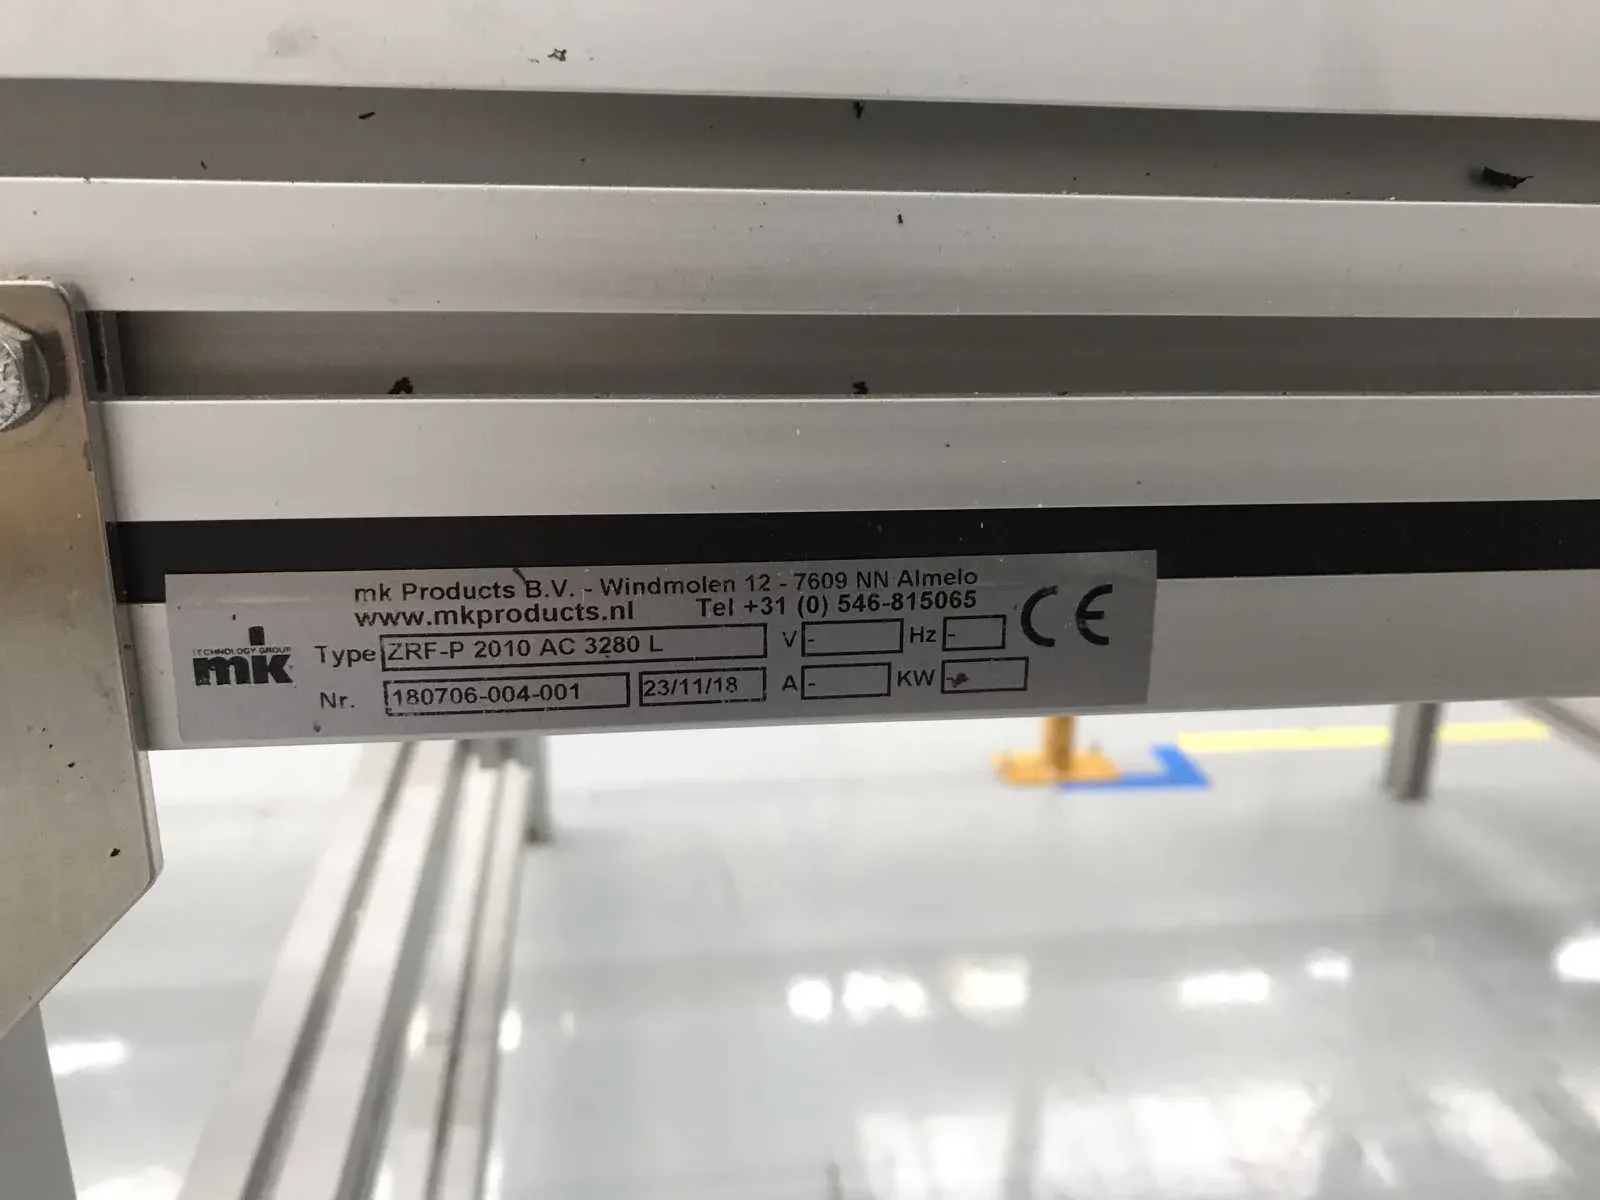 mk Products B.V. - Windmolen 12 - 7609 NN Almelo
www.mkproducts.nl Tel +31 (0) 546-815065
TECHNOLOGY GROUP
mk
Type ZRF-P 2010 AC 3280 L V - Hz - CE
Nr. 180706-004-001 23/11/18 A - KW -